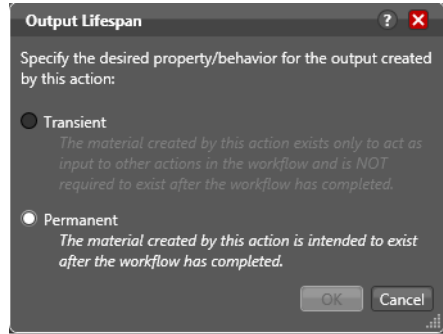 Output Lifespan
?
Specify the desired property/behavior for the output created
by this action:
Transient
The material created by this action exists only to act as
input to other actions in the workflow and is NOT
required to exist after the workflow has completed.
Permanent
The material created by this action is intended to exist
after the workflow has completed.
OK
Cancel